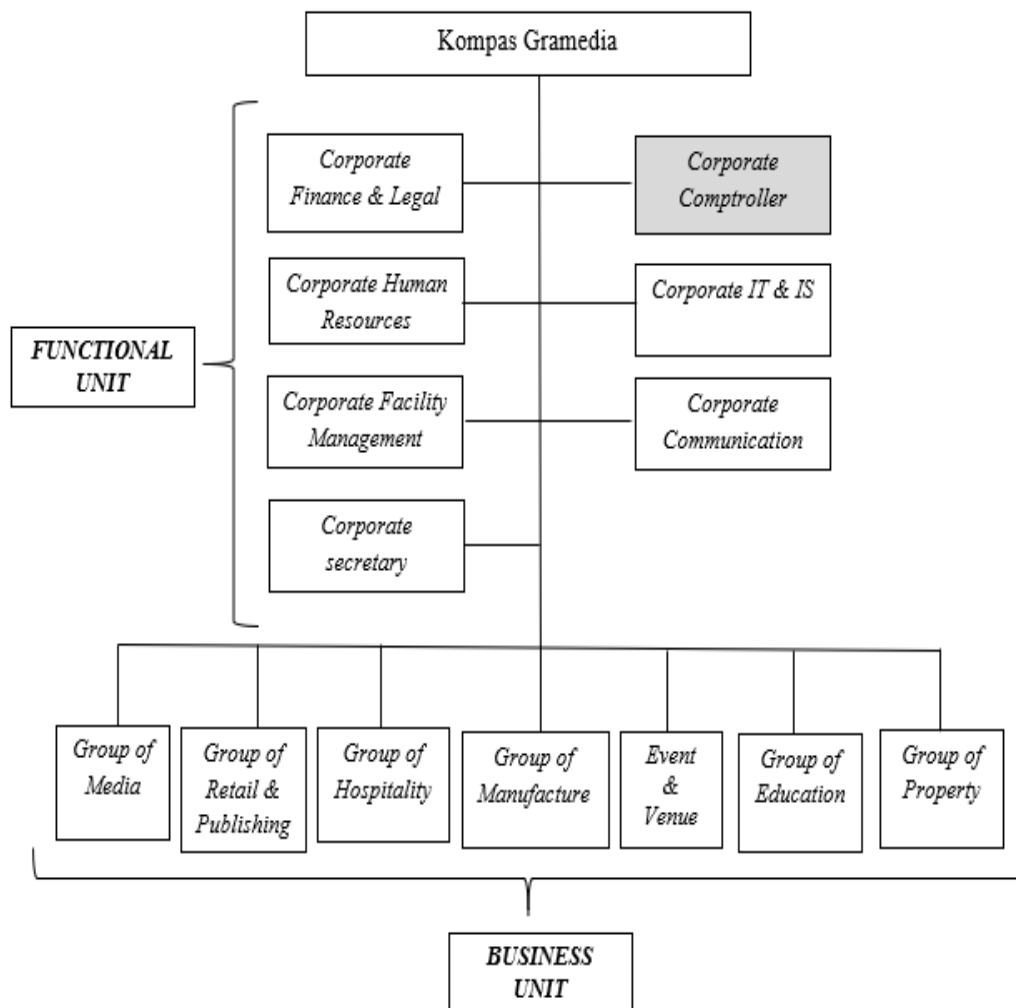 Kompas Gramedia
Corporate
Finance & Legal
Corporate
Comptroller
Corporate Human
Resources
Corporate IT & IS
FUNCTIONAL
UNIT
Corporate Facility
Management
Corporate
Communication
Corporate
secretary
Group of
Media
Group of
Retail &
Publishing
Group of
Hospitality
Group of
Manufacture
Event
&
Venue
Group of
Education
Group of
Property
BUSINESS
UNIT